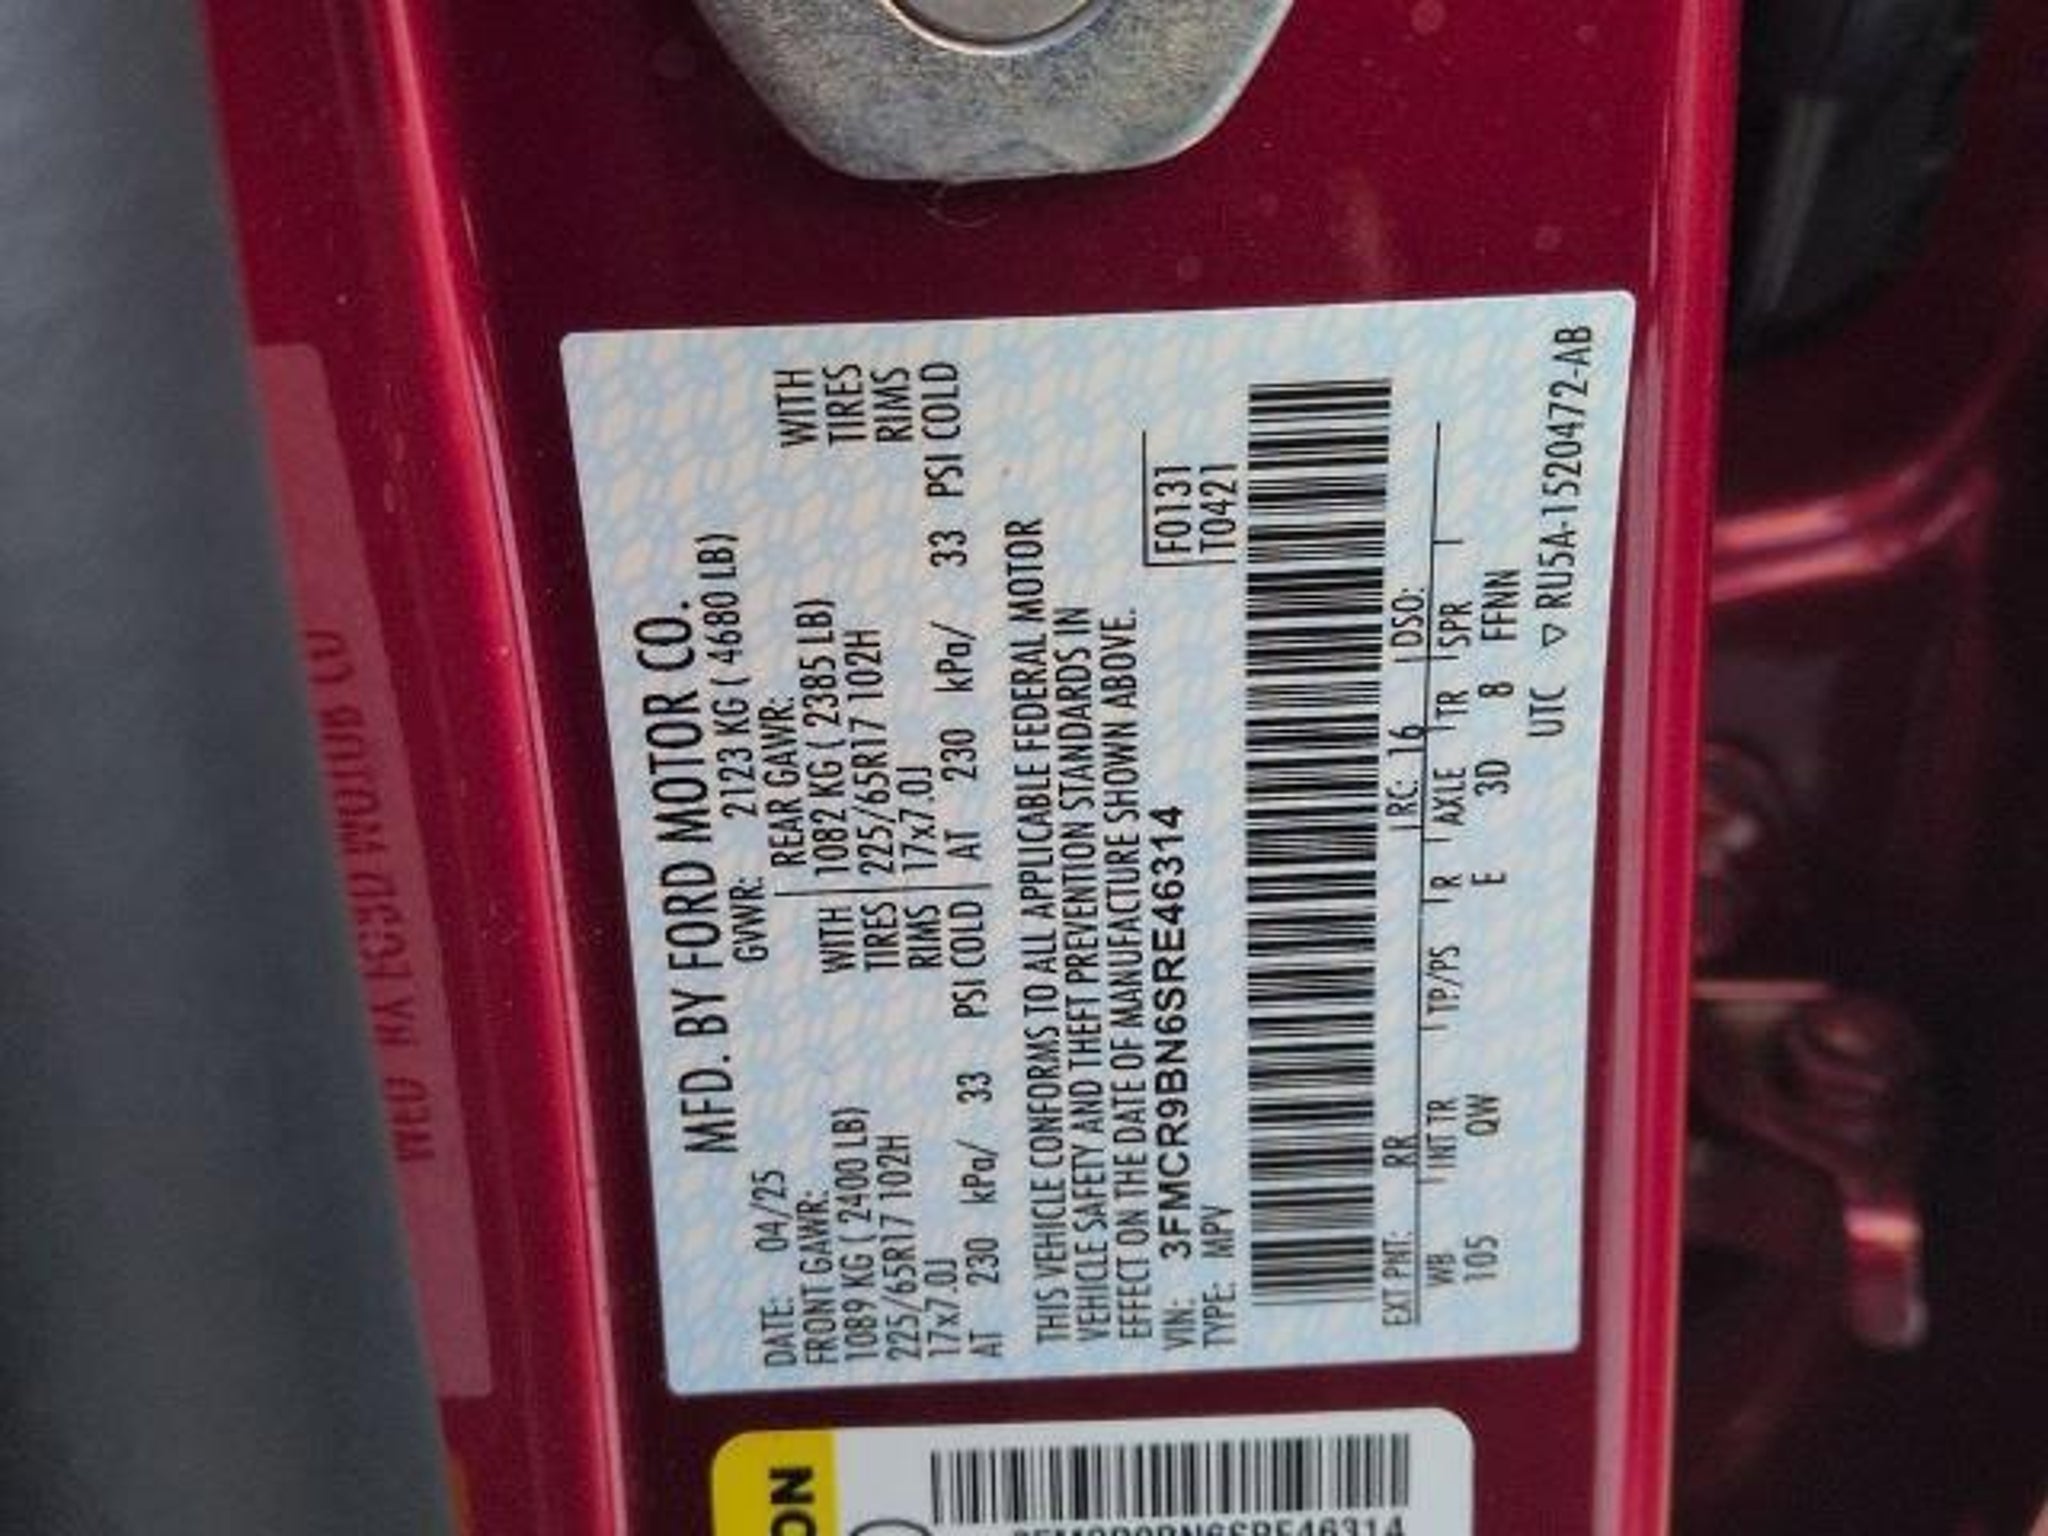 MFD. BY FORD MOTOR CO.
DATE: 04/25 GVWR: 2123 KG ( 4680 LB)
FRONT GAWR: REAR GAWR:
1089 KG ( 2400 LB) WITH 1082 KG ( 2385 LB) WITH
225/65R17 102H TIRES 225/65R17 102H TIRES
17x7.0J RIMS 17x7.0J RIMS
AT 230 kPa/ 33 PSI COLD AT 230 kPa/ 33 PSI COLD
THIS VEHICLE CONFORMS TO ALL APPLICABLE FEDERAL MOTOR
VEHICLE SAFETY AND THEFT PREVENTION STANDARDS IN
EFFECT ON THE DATE OF MANUFACTURE SHOWN ABOVE.
VIN: 3FMCR9BN6SRE46314 F0131
TYPE: MPV T0421
EXT PNT: RR RC: 16 DSO:
WB INT TR TP/PS R AXLE TR SPR
105 QW E 3D 8 FFNN
UTC ▽ RU5A-1520472-AB
ON